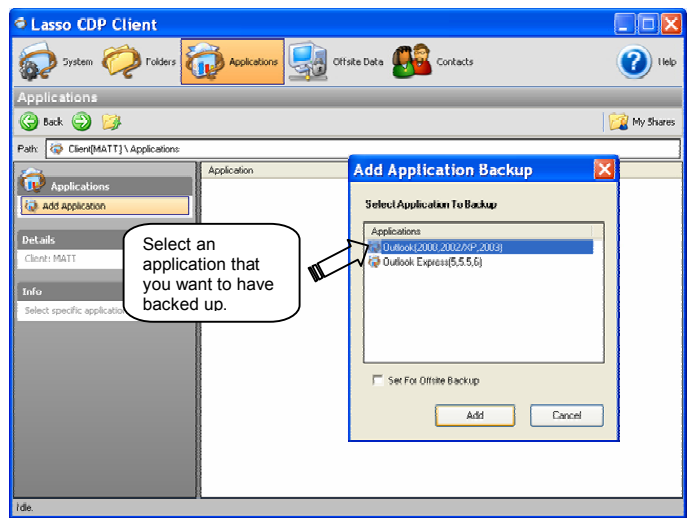 Lasso CDP Client
System Folders Applications Offsite Data Contacts Help
Applications
Back My Shares
Path: Client[MATT] \ Applications
Applications
Add Application
Details
Client: MATT
Info
Select specific application
Application
Select an
application that
you want to have
backed up.
Add Application Backup
Select Application To Backup
Applications
Outlook(2000,2002/XP,2003)
Outlook Express(5,5.5,6)
Set For Offsite Backup
Add Cancel
Idle.